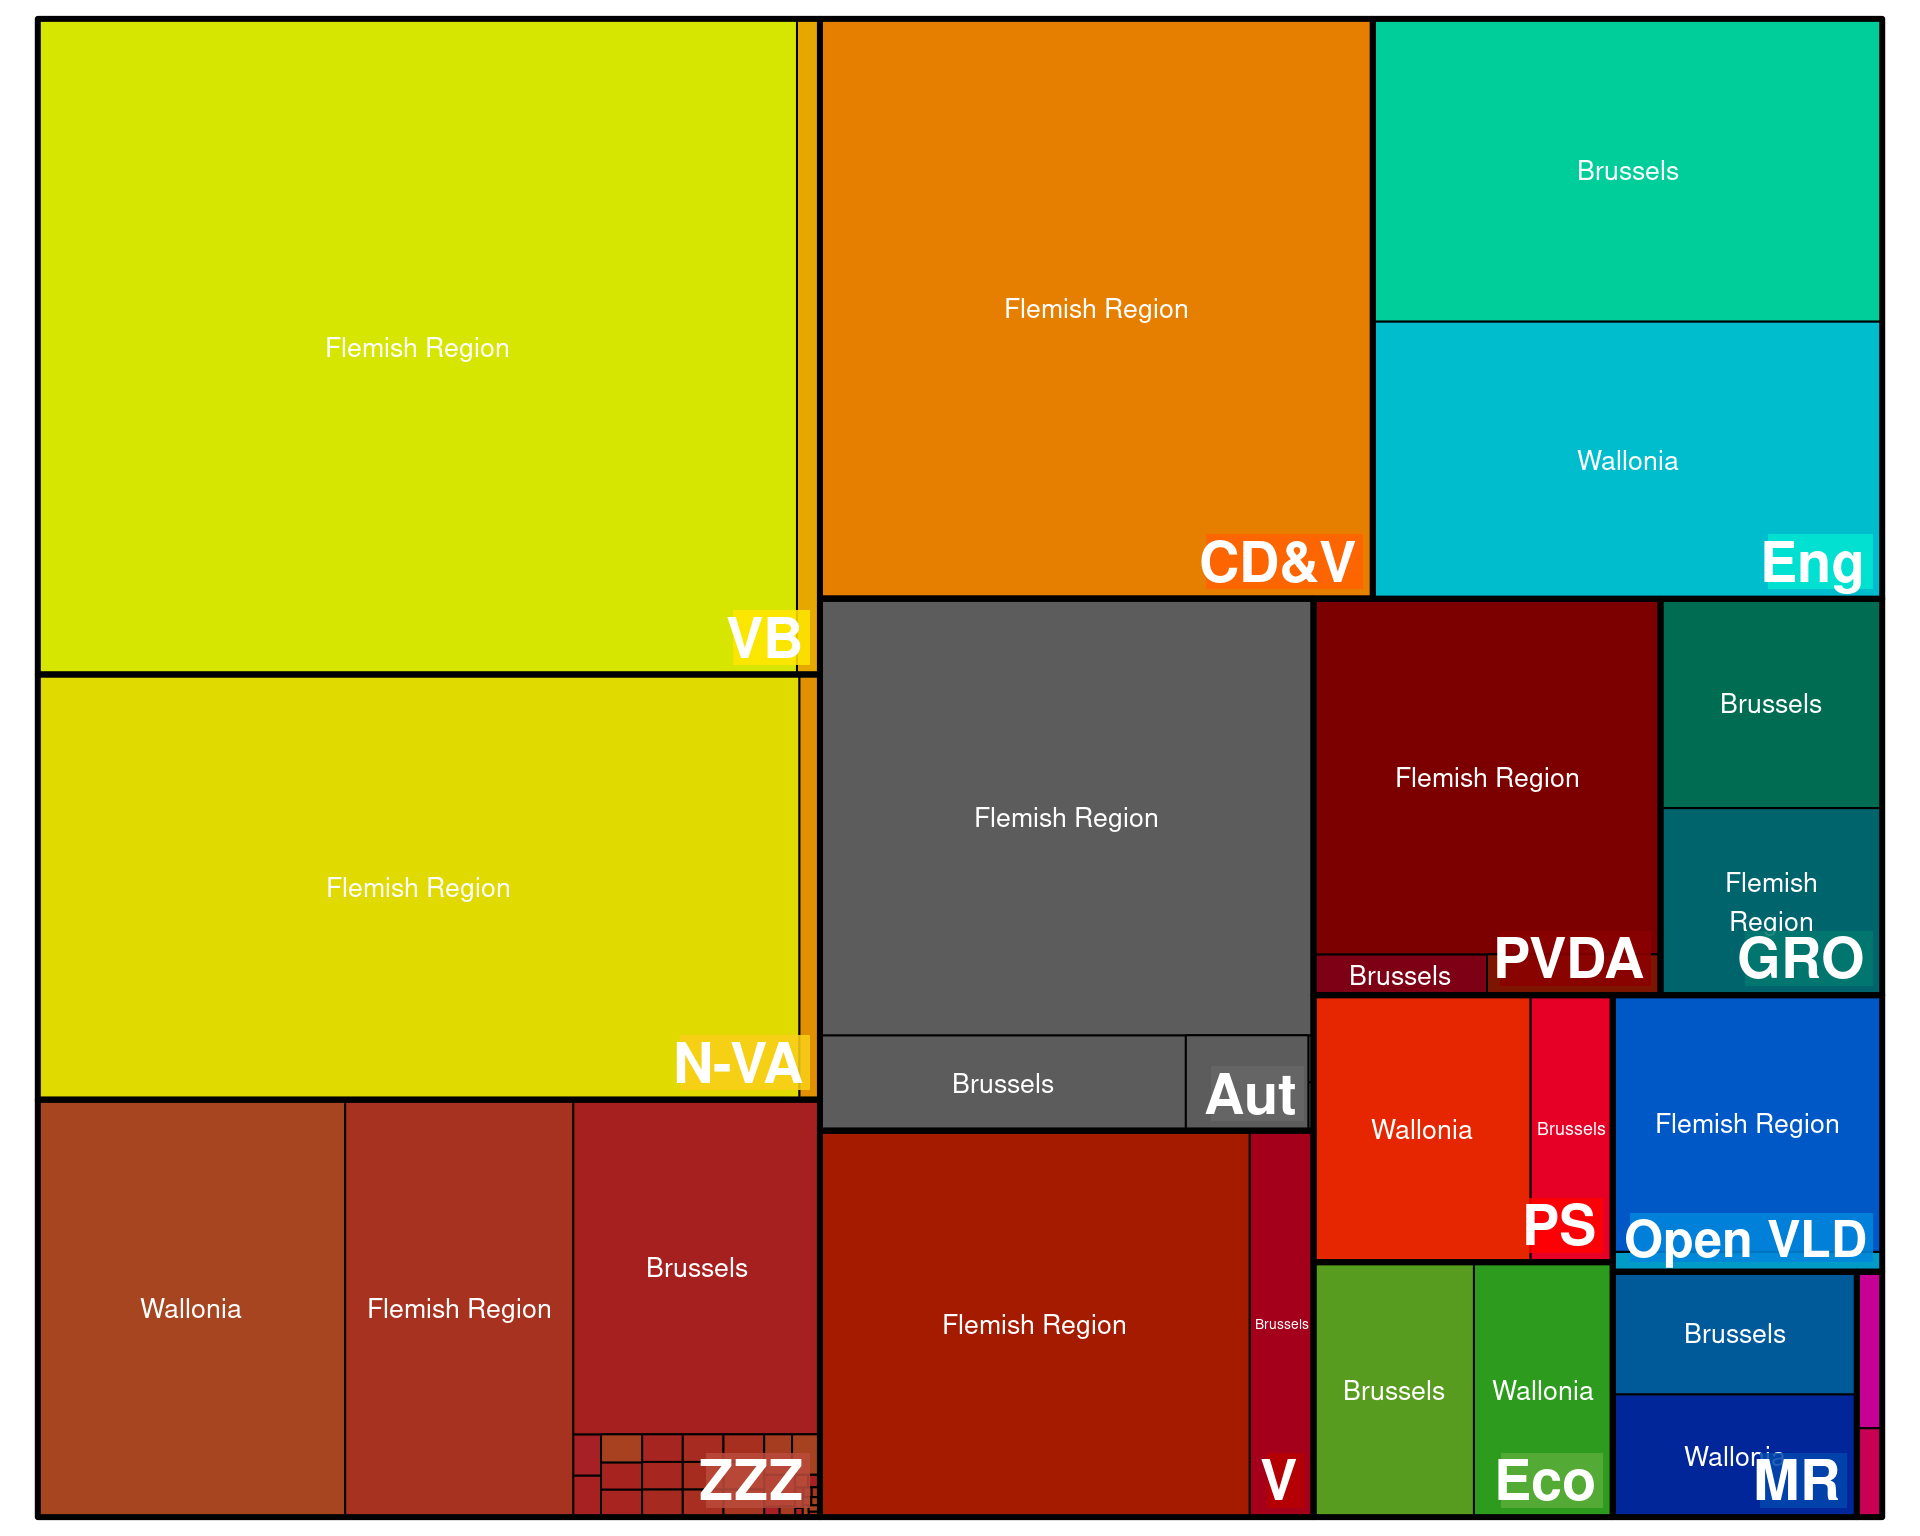 Flemish Region
VB
Flemish Region
CD&V
Brussels
Wallonia
Eng
Flemish Region
N-VA
Flemish Region
Brussels
Aut
Flemish Region
Brussels
PVDA
Brussels
Flemish
Region
GRO
Wallonia
Flemish Region
Brussels
ZZZ
Flemish Region
Brussels
V
Wallonia
Brussels
PS
Flemish Region
Open VLD
Brussels
Wallonia
Eco
Brussels
Wallonia
MR